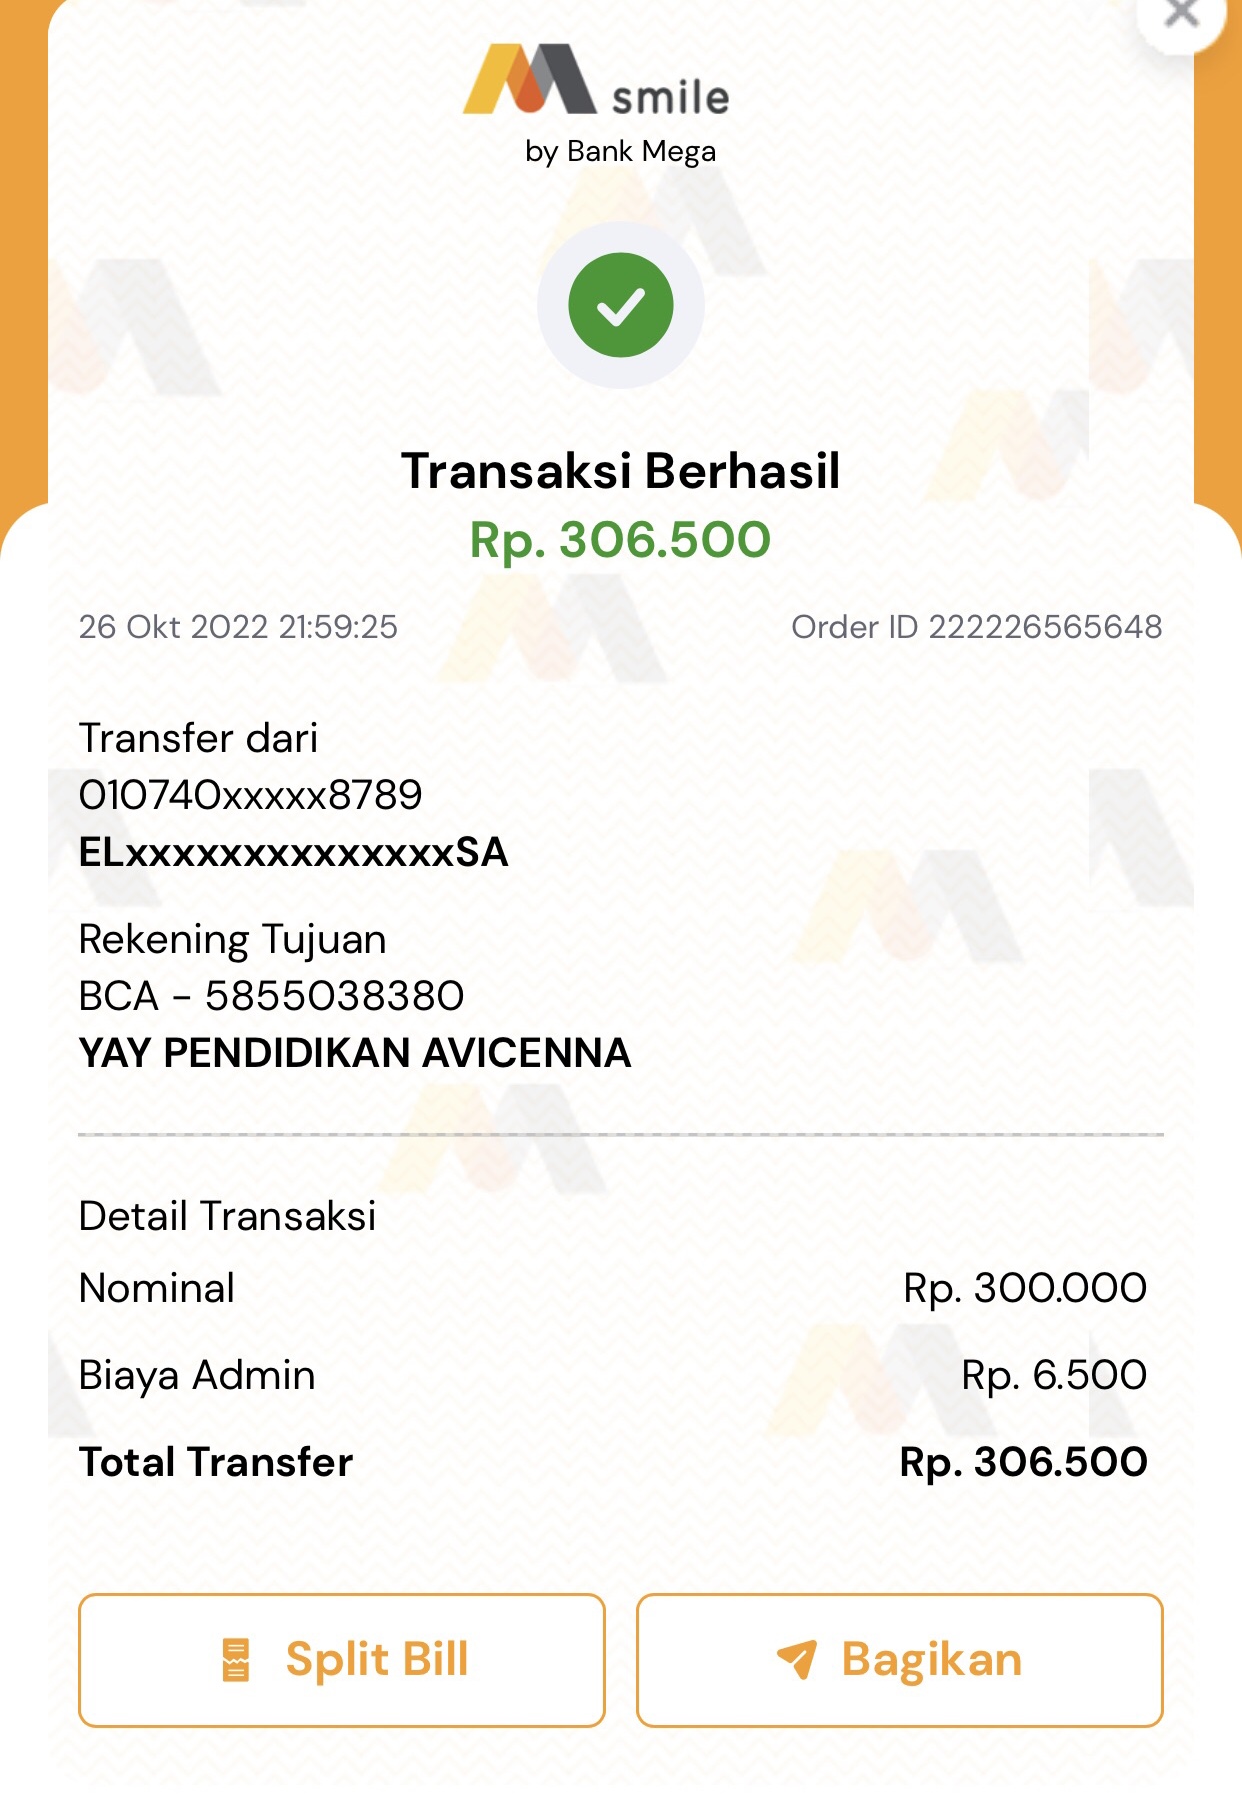 smile
by Bank Mega
Transaksi Berhasil
Rp. 306.500
26 Okt 2022 21:59:25 Order ID 222226565648
Transfer dari
010740xxxxx8789
ELxxxxxxxxxxxxxxSA
Rekening Tujuan
BCA - 5855038380
YAY PENDIDIKAN AVICENNA
Detail Transaksi
Nominal Rp. 300.000
Biaya Admin Rp. 6.500
Total Transfer Rp. 306.500
Split Bill Bagikan